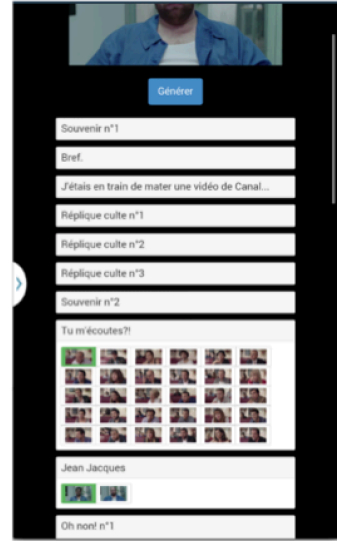 Générer
Souvenir n°1
Bref.
J'étais en train de mater une vidéo de Canal...
Réplique culte n°1
Réplique culte n°2
Réplique culte n°3
Souvenir n°2
Tu m'écoutes?!
Jean Jacques
Oh non! n°1